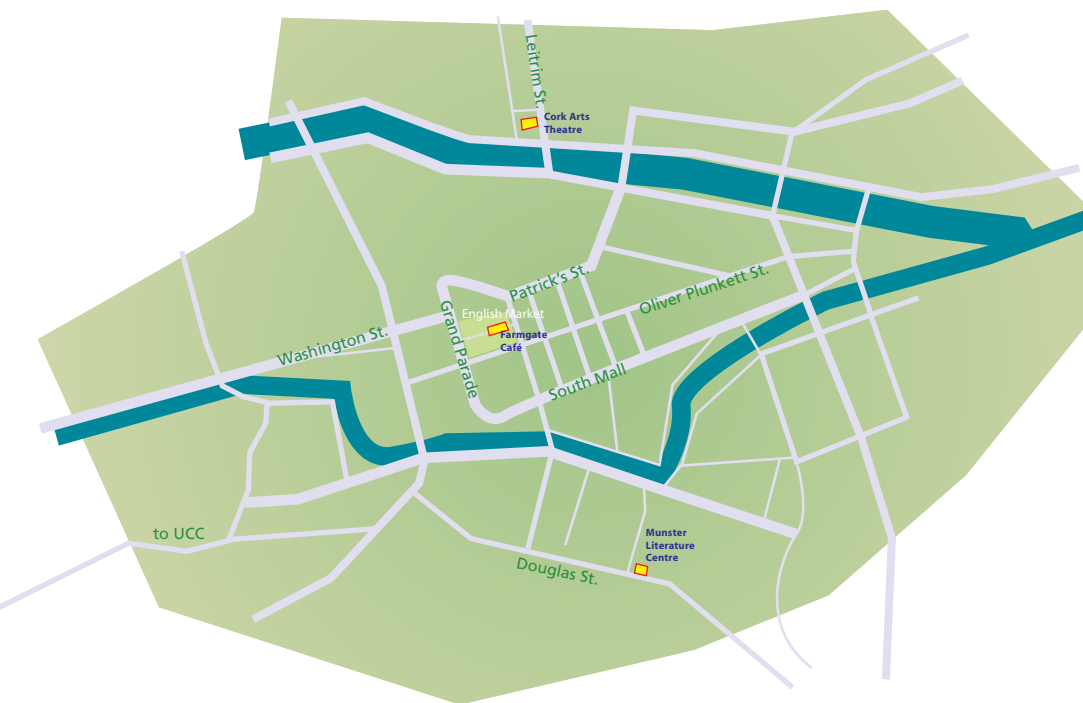 Leitrim St.
Cork Arts
Theatre
Patrick's St.
Oliver Plunkett St.
English Market
Grand Parade
Farmgate
Café
Washington St.
South Mall
to UCC
Munster
Literature
Centre
Douglas St.